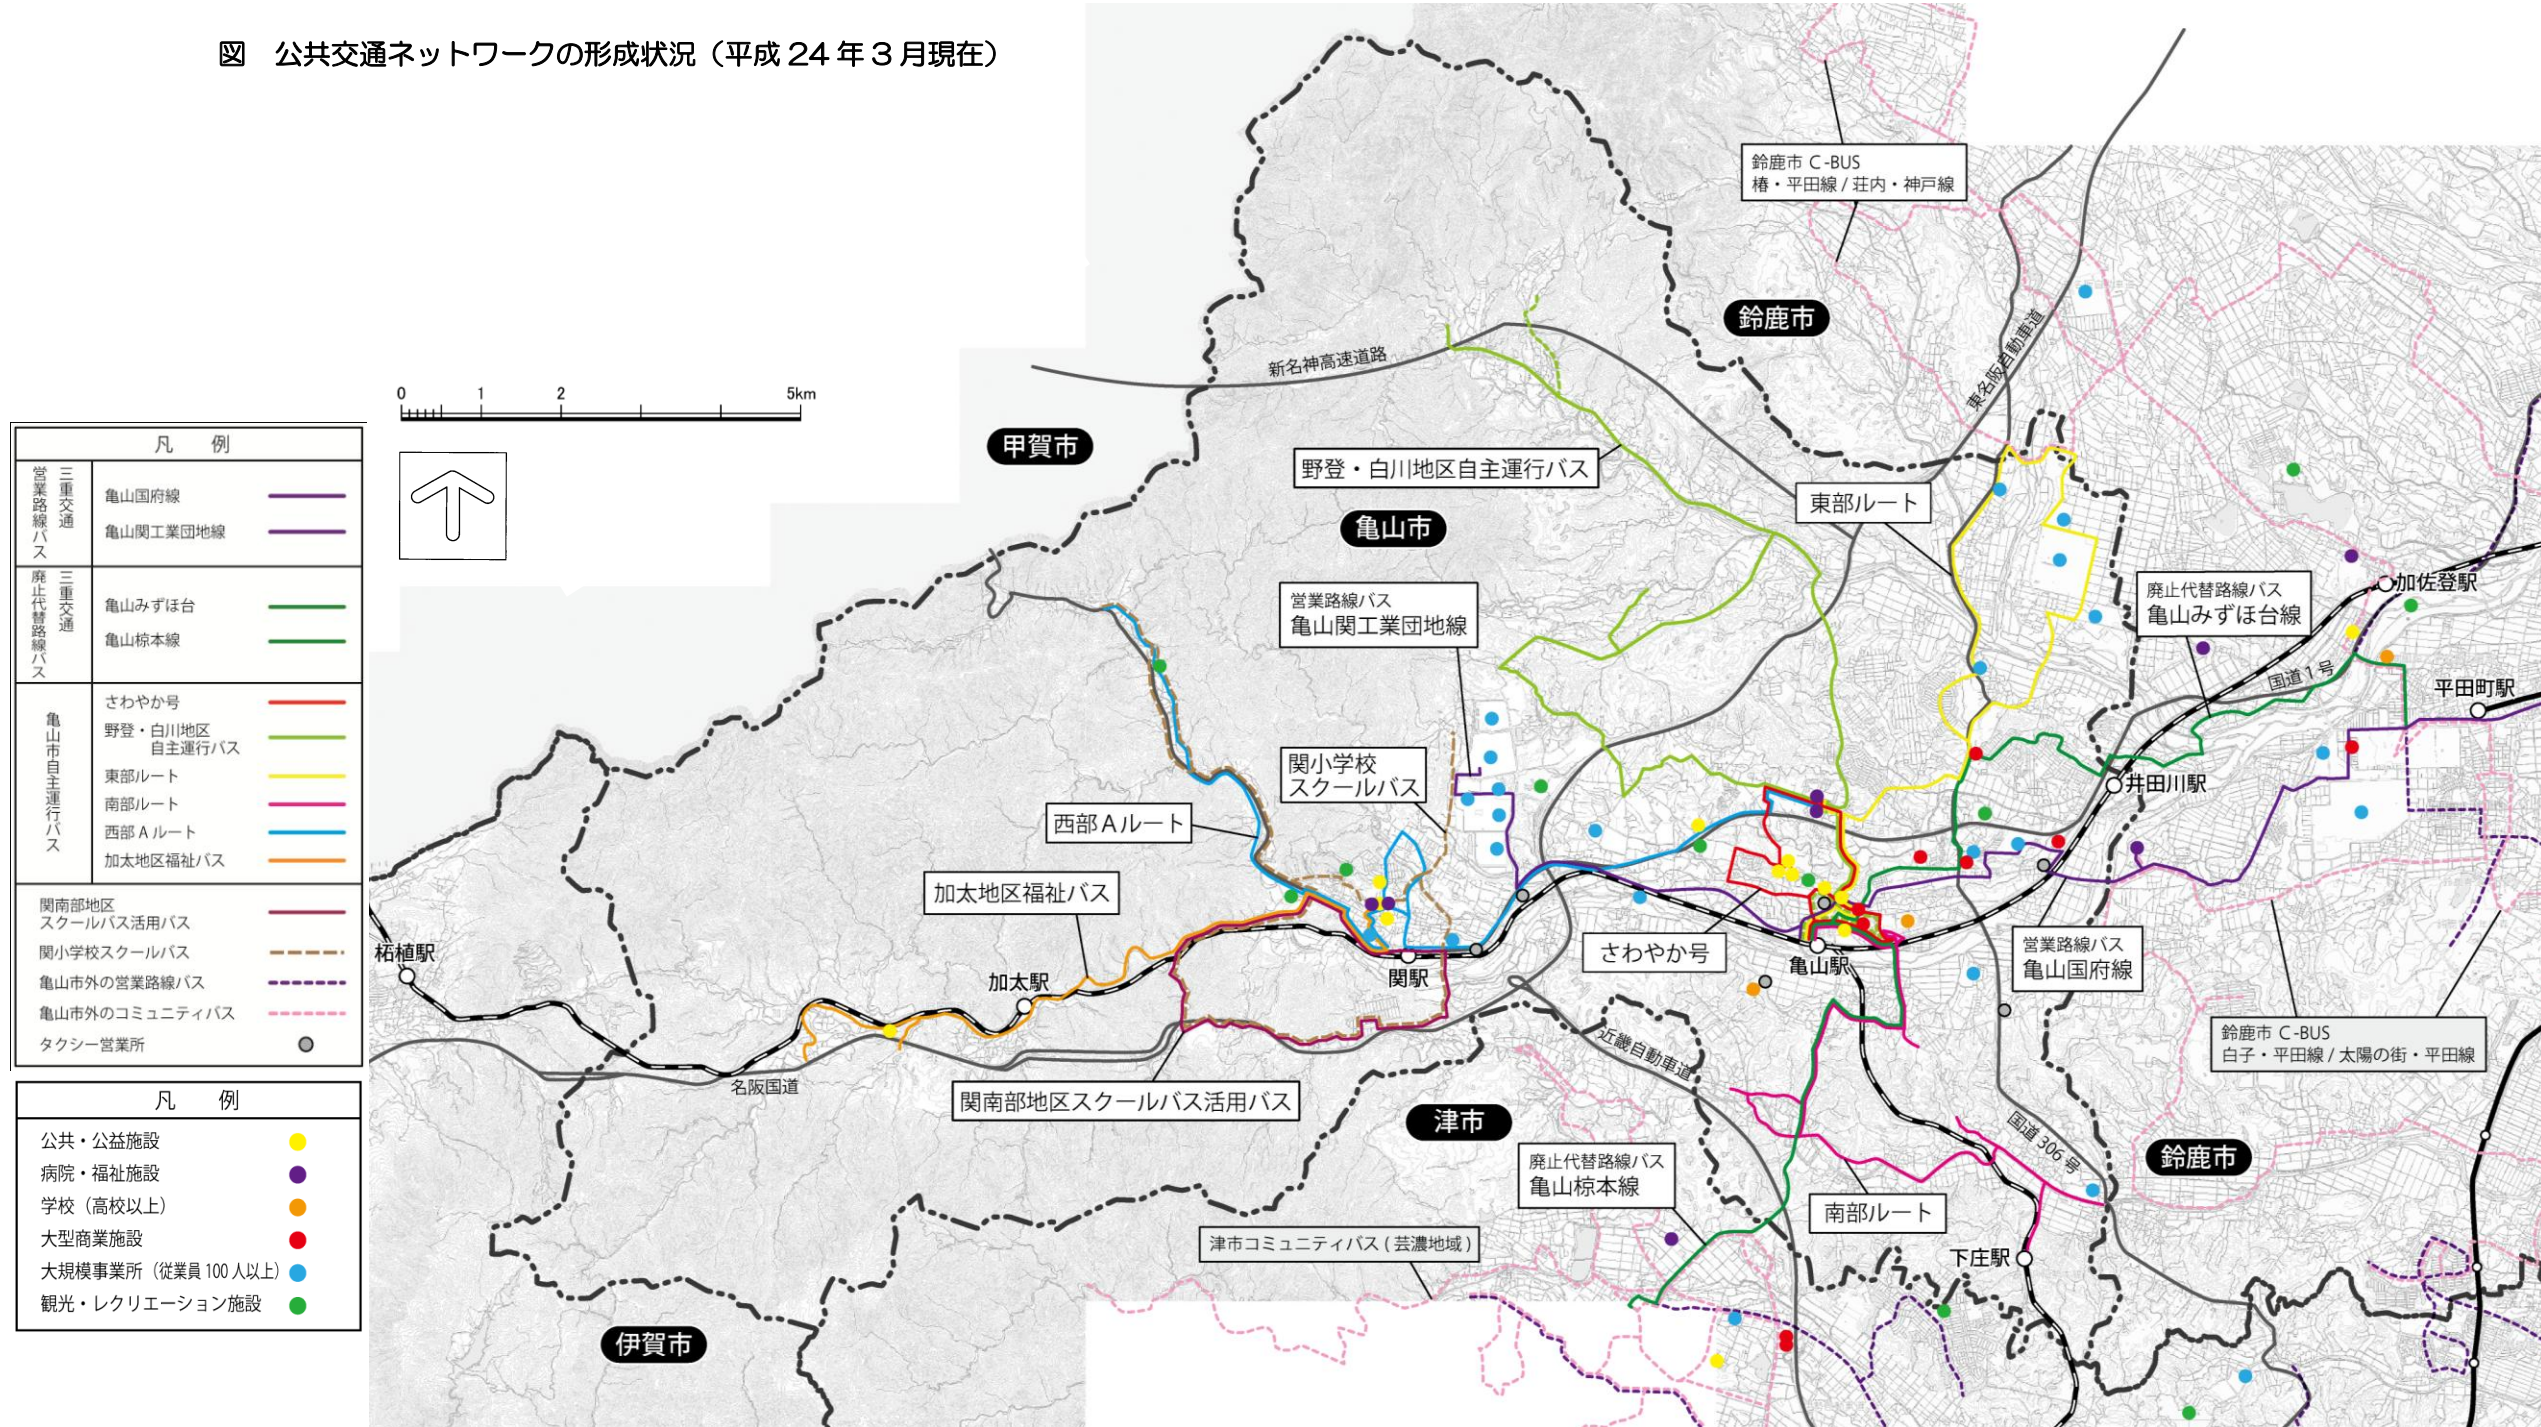 図　公共交通ネットワークの形成状況（平成 24 年 3 月現在）
0 1 2 5km
凡　例
三重交通
営業路線バス
亀山国府線
亀山関工業団地線
三重交通
廃止代替路線バス
亀山みずほ台
亀山椋本線
亀山市自主運行バス
さわやか号
野登・白川地区
自主運行バス
東部ルート
南部ルート
西部 A ルート
加太地区福祉バス
関南部地区
スクールバス活用バス
関小学校スクールバス
亀山市外の営業路線バス
亀山市外のコミュニティバス
タクシー営業所
凡　例
公共・公益施設
病院・福祉施設
学校（高校以上）
大型商業施設
大規模事業所（従業員 100 人以上）
観光・レクリエーション施設
鈴鹿市 C-BUS
椿・平田線 / 荘内・神戸線
鈴鹿市
東名阪自動車道
新名神高速道路
甲賀市
野登・白川地区自主運行バス
東部ルート
亀山市
営業路線バス
亀山関工業団地線
廃止代替路線バス
亀山みずほ台線
加佐登駅
国道 1 号
平田町駅
関小学校
スクールバス
井田川駅
西部 A ルート
加太地区福祉バス
さわやか号
営業路線バス
亀山国府線
柘植駅
加太駅
関駅
亀山駅
近畿自動車道
鈴鹿市 C-BUS
白子・平田線 / 太陽の街・平田線
名阪国道
関南部地区スクールバス活用バス
津市
国道 306 号
鈴鹿市
廃止代替路線バス
亀山椋本線
南部ルート
津市コミュニティバス ( 芸濃地域 )
下庄駅
伊賀市